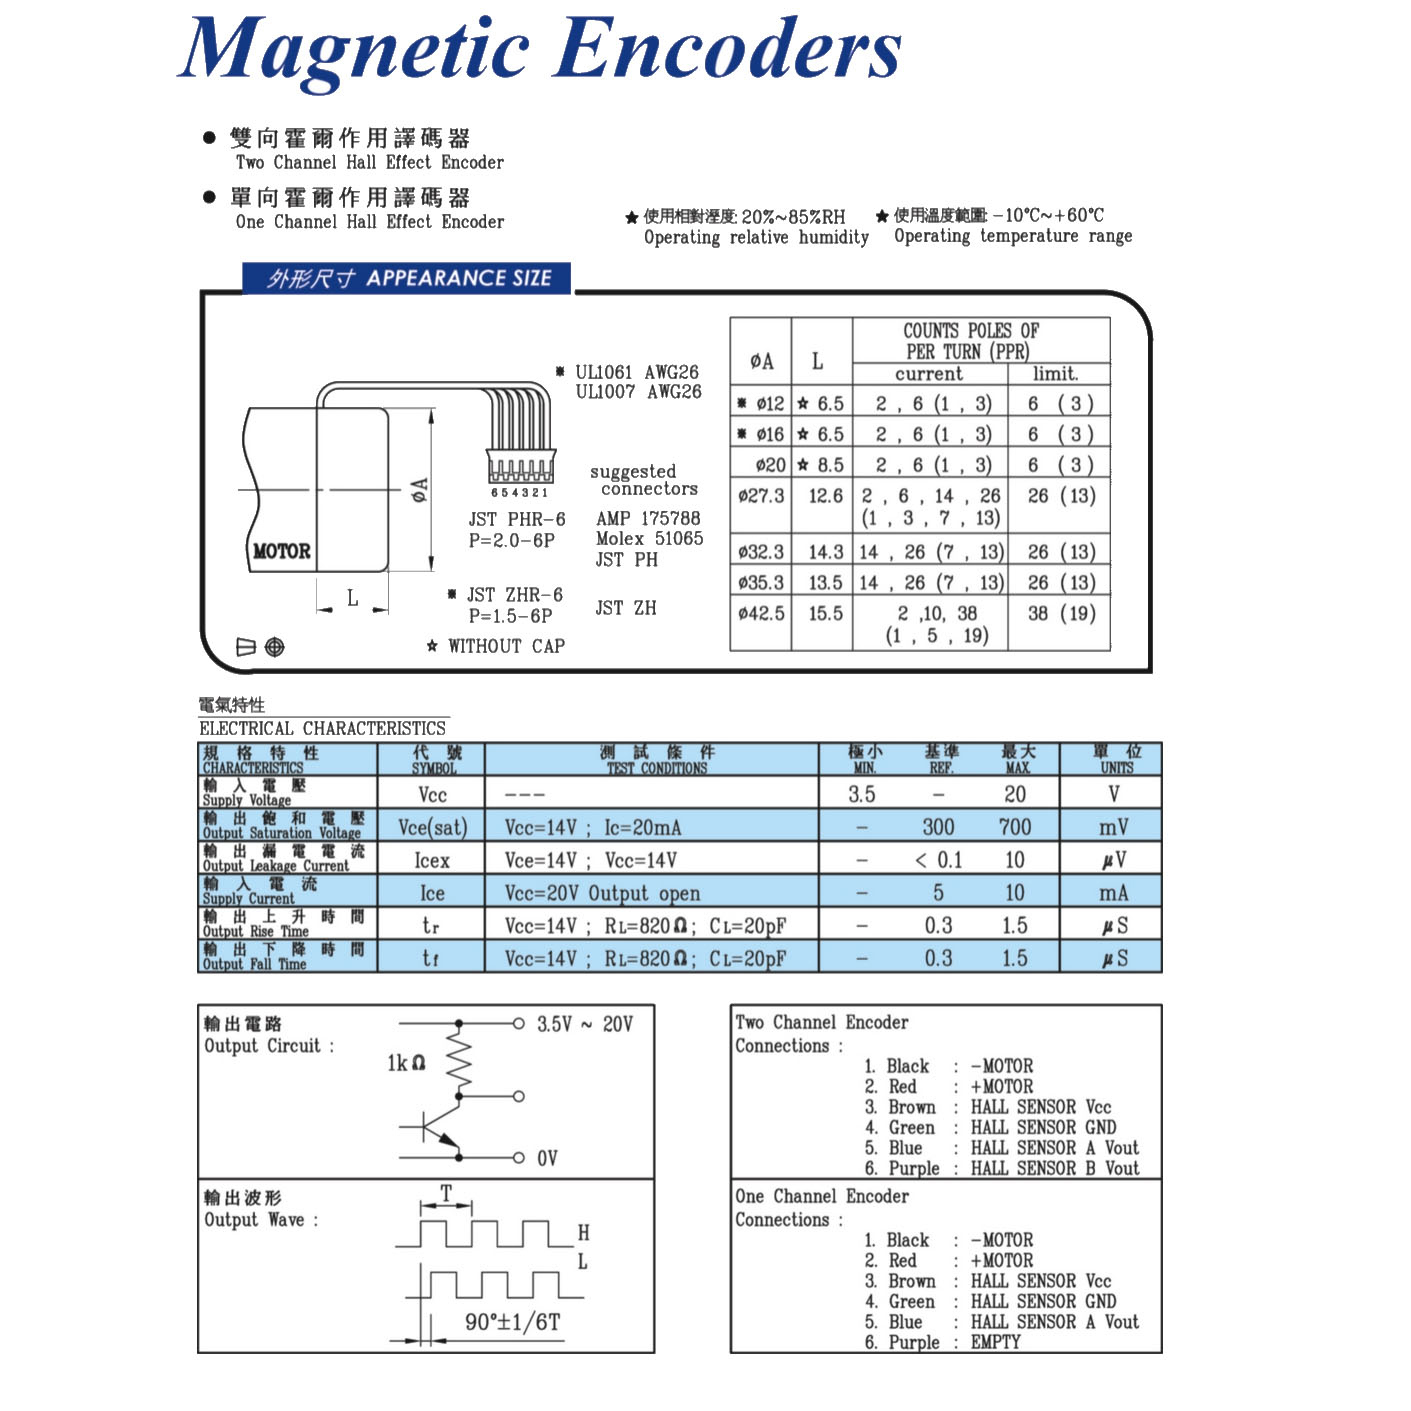 Magnetic Encoders
● 雙向霍爾作用譯碼器
Two Channel Hall Effect Encoder
● 單向霍爾作用譯碼器
One Channel Hall Effect Encoder
★ 使用相對溼度: 20%~85%RH
Operating relative humidity
★ 使用溫度範圍: -10°C~+60°C
Operating temperature range
外形尺寸 APPEARANCE SIZE
※ UL1061 AWG26
UL1007 AWG26
øA
MOTOR
L
6 5 4 3 2 1
suggested
connectors
JST PHR-6 AMP 175788
P=2.0-6P Molex 51065
JST PH
※ JST ZHR-6 JST ZH
P=1.5-6P
☆ WITHOUT CAP
øA L COUNTS POLES OF
PER TURN (PPR)
current limit.
※ ø12 ☆ 6.5 2 , 6 (1 , 3) 6 ( 3 )
※ ø16 ☆ 6.5 2 , 6 (1 , 3) 6 ( 3 )
ø20 ☆ 8.5 2 , 6 (1 , 3) 6 ( 3 )
ø27.3 12.6 2 , 6 , 14 , 26 26 (13)
(1 , 3 , 7 , 13)
ø32.3 14.3 14 , 26 (7 , 13) 26 (13)
ø35.3 13.5 14 , 26 (7 , 13) 26 (13)
ø42.5 15.5 2 ,10, 38 38 (19)
(1 , 5 , 19)
電氣特性
ELECTRICAL CHARACTERISTICS
規格特性 代號 測試條件 極小 基準 最大 單位
CHARACTERISTICS SYMBOL TEST CONDITIONS MIN. REF. MAX. UNITS
輸入電壓
Supply Voltage Vcc --- 3.5 - 20 V
輸出飽和電壓
Output Saturation Voltage Vce(sat) Vcc=14V ; Ic=20mA - 300 700 mV
輸出漏電電流
Output Leakage Current Icex Vce=14V ; Vcc=14V - < 0.1 10 μV
輸入電流
Supply Current Ice Vcc=20V Output open - 5 10 mA
輸出上升時間
Output Rise Time tr Vcc=14V ; RL=820Ω; CL=20pF - 0.3 1.5 μS
輸出下降時間
Output Fall Time tf Vcc=14V ; RL=820Ω; CL=20pF - 0.3 1.5 μS
輸出電路
Output Circuit :
3.5V ~ 20V
1kΩ
0V
輸出波形
Output Wave :
T
H
L
90°±1/6T
Two Channel Encoder
Connections :
1. Black : -MOTOR
2. Red : +MOTOR
3. Brown : HALL SENSOR Vcc
4. Green : HALL SENSOR GND
5. Blue : HALL SENSOR A Vout
6. Purple : HALL SENSOR B Vout
One Channel Encoder
Connections :
1. Black : -MOTOR
2. Red : +MOTOR
3. Brown : HALL SENSOR Vcc
4. Green : HALL SENSOR GND
5. Blue : HALL SENSOR A Vout
6. Purple : EMPTY